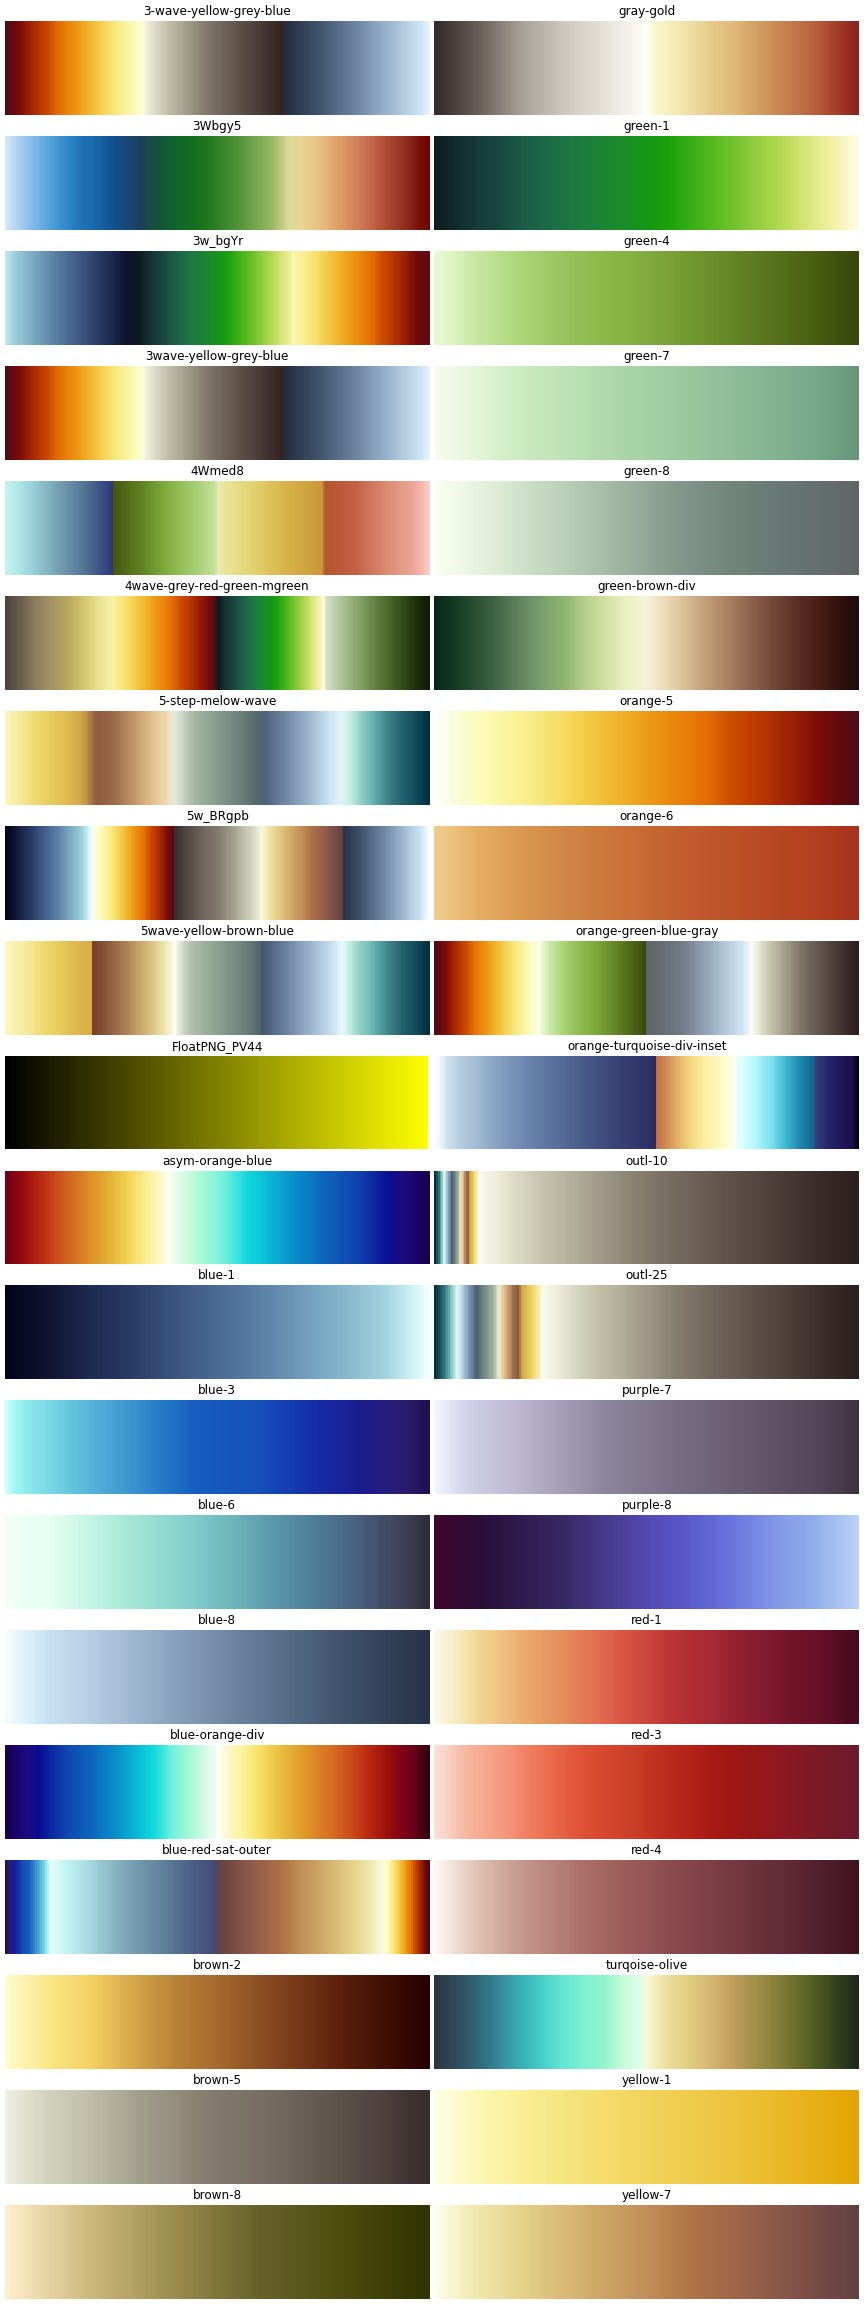 3-wave-yellow-grey-blue
gray-gold
3Wbgy5
green-1
3w_bgYr
green-4
3wave-yellow-grey-blue
green-7
4Wmed8
green-8
4wave-grey-red-green-mgreen
green-brown-div
5-step-melow-wave
orange-5
5w_BRgpb
orange-6
5wave-yellow-brown-blue
orange-green-blue-gray
FloatPNG_PV44
orange-turquoise-div-inset
asym-orange-blue
outl-10
blue-1
outl-25
blue-3
purple-7
blue-6
purple-8
blue-8
red-1
blue-orange-div
red-3
blue-red-sat-outer
red-4
brown-2
turqoise-olive
brown-5
yellow-1
brown-8
yellow-7